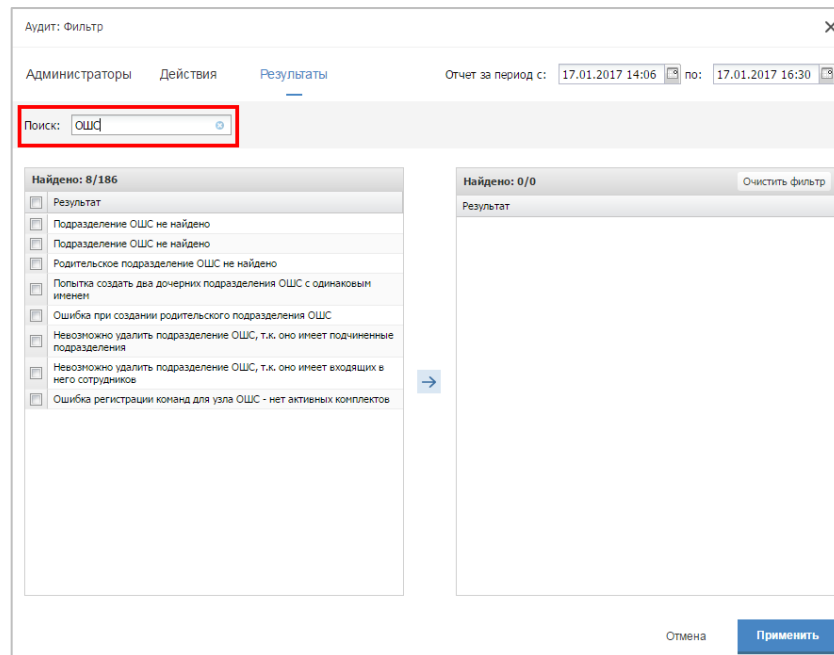 Аудит: Фильтр
Администраторы Действия Результаты Отчет за период с: 17.01.2017 14:06 по: 17.01.2017 16:30
Поиск: ОШС
Найдено: 8/186
Результат
Подразделение ОШС не найдено
Подразделение ОШС не найдено
Родительское подразделение ОШС не найдено
Попытка создать два дочерних подразделения ОШС с одинаковым
именем
Ошибка при создании родительского подразделения ОШС
Невозможно удалить подразделение ОШС, т.к. оно имеет подчиненные
подразделения
Невозможно удалить подразделение ОШС, т.к. оно имеет входящих в
него сотрудников
Ошибка регистрации команд для узла ОШС - нет активных комплектов
Найдено: 0/0 Очистить фильтр
Результат
Отмена Применить